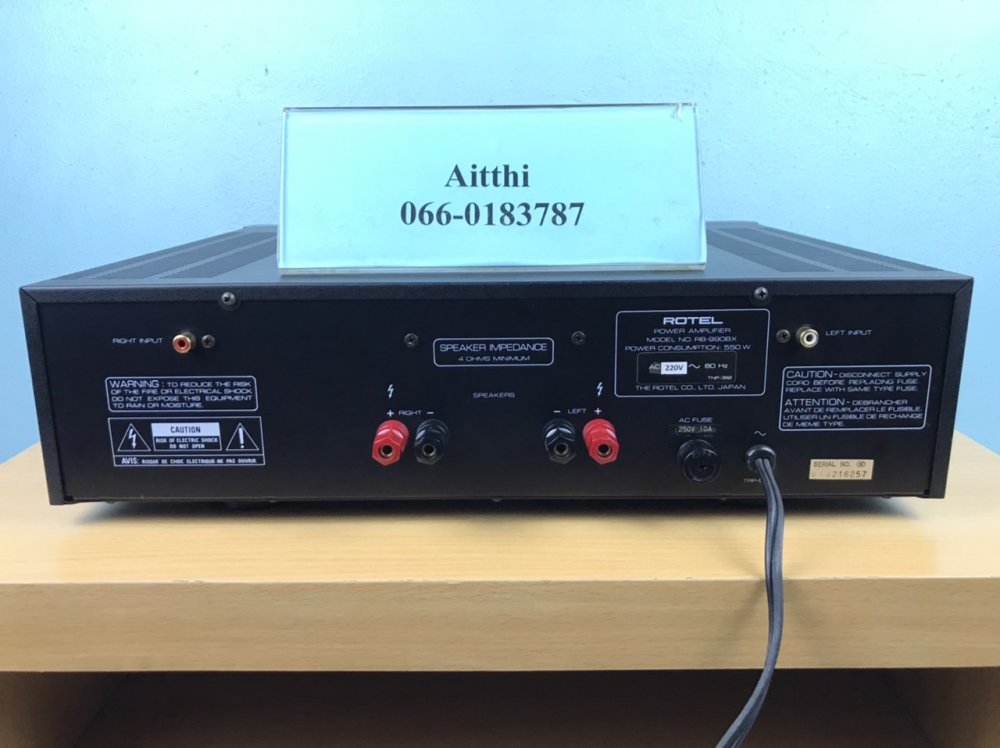 Aitthi
066-0183787
RIGHT INPUT
SPEAKER IMPEDANCE
4 OHMS MINIMUM
ROTEL
POWER AMPLIFIER
MODEL NO. RB-990BX
POWER CONSUMPTION: 550 W
AC 220V ~ 60 Hz
THE ROTEL CO., LTD. JAPAN
LEFT INPUT
WARNING : TO REDUCE THE RISK
OF THE FIRE OR ELECTRICAL SHOCK
DO NOT EXPOSE THIS EQUIPMENT
TO RAIN OR MOISTURE.
CAUTION
RISK OF ELECTRIC SHOCK
DO NOT OPEN
AVIS: RISQUE DE CHOC ELECTRIQUE-NE PAS OUVRIR.
SPEAKERS
+ RIGHT −
− LEFT +
AC FUSE
250V 10A
~
CAUTION - DISCONNECT SUPPLY
CORD BEFORE REPLACING FUSE.
REPLACE WITH SAME TYPE FUSE.
ATTENTION - DEBRANCHER
AVANT DE REMPLACER LE FUSIBLE.
UTILISER UN FUSIBLE DE RECHANGE
DE MEME TYPE.
SERIAL NO.